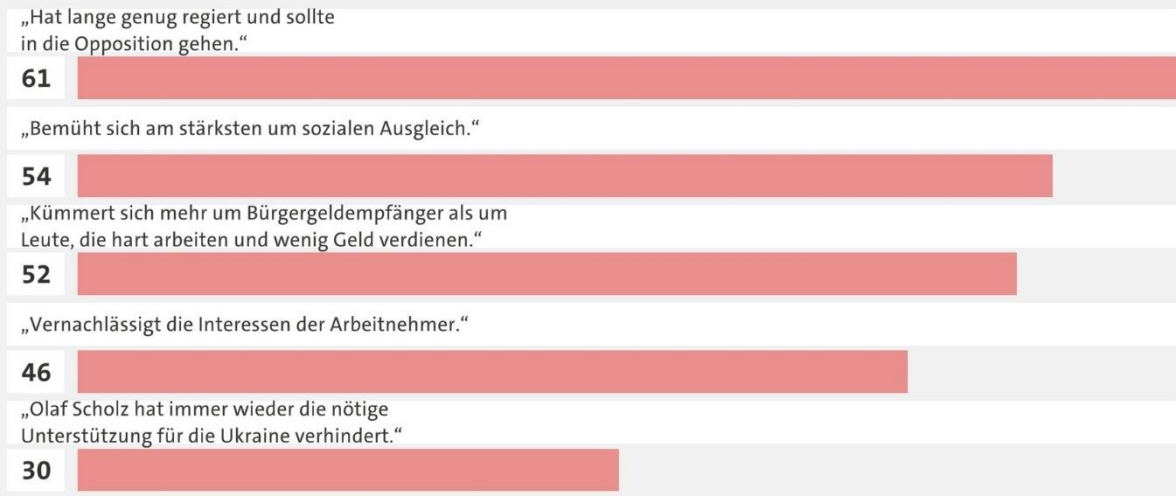 „Hat lange genug regiert und sollte
in die Opposition gehen.“
61
„Bemüht sich am stärksten um sozialen Ausgleich.“
54
„Kümmert sich mehr um Bürgergeldempfänger als um
Leute, die hart arbeiten und wenig Geld verdienen.“
52
„Vernachlässigt die Interessen der Arbeitnehmer.“
46
„Olaf Scholz hat immer wieder die nötige
Unterstützung für die Ukraine verhindert.“
30